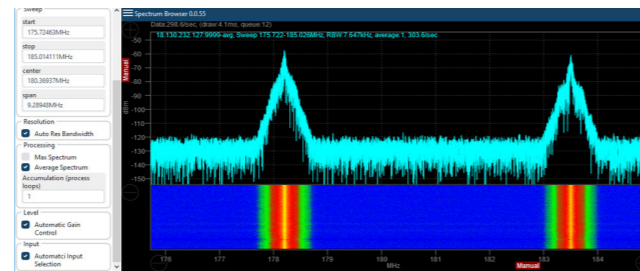 Sweep
start
175.72463MHz
stop
185.014111MHz
center
180.36937MHz
span
9.28948MHz
Resolution
Auto Res Bandwidth
Processing
Max Spectrum
Average Spectrum
Accumulation (process
loops)
1
Level
Automatic Gain
Control
Input
Automatci Input
Selection
Spectrum Browser 0.0.55
Data:298.6/sec, (draw:4.1ms, queue:12)
18.130.232.127:9999-avg, Sweep 175.722-185.026MHz, RBW:7.647kHz, average:1, 303.6/sec
Manual
dBm
-50
-60
-70
-80
-90
-100
-110
-120
-130
-140
-150
176 177 178 179 180 181 182 183 184
MHz
Manual